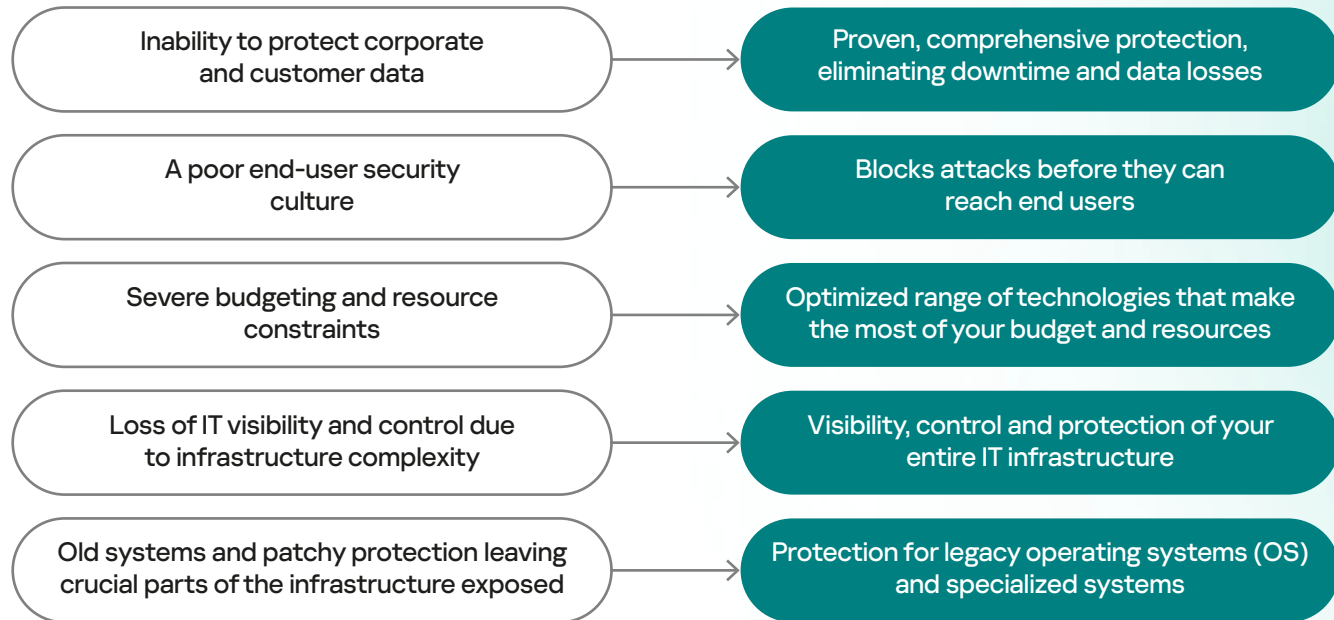 Inability to protect corporate
and customer data
Proven, comprehensive protection,
eliminating downtime and data losses
A poor end-user security
culture
Blocks attacks before they can
reach end users
Severe budgeting and resource
constraints
Optimized range of technologies that make
the most of your budget and resources
Loss of IT visibility and control due
to infrastructure complexity
Visibility, control and protection of your
entire IT infrastructure
Old systems and patchy protection leaving
crucial parts of the infrastructure exposed
Protection for legacy operating systems (OS)
and specialized systems